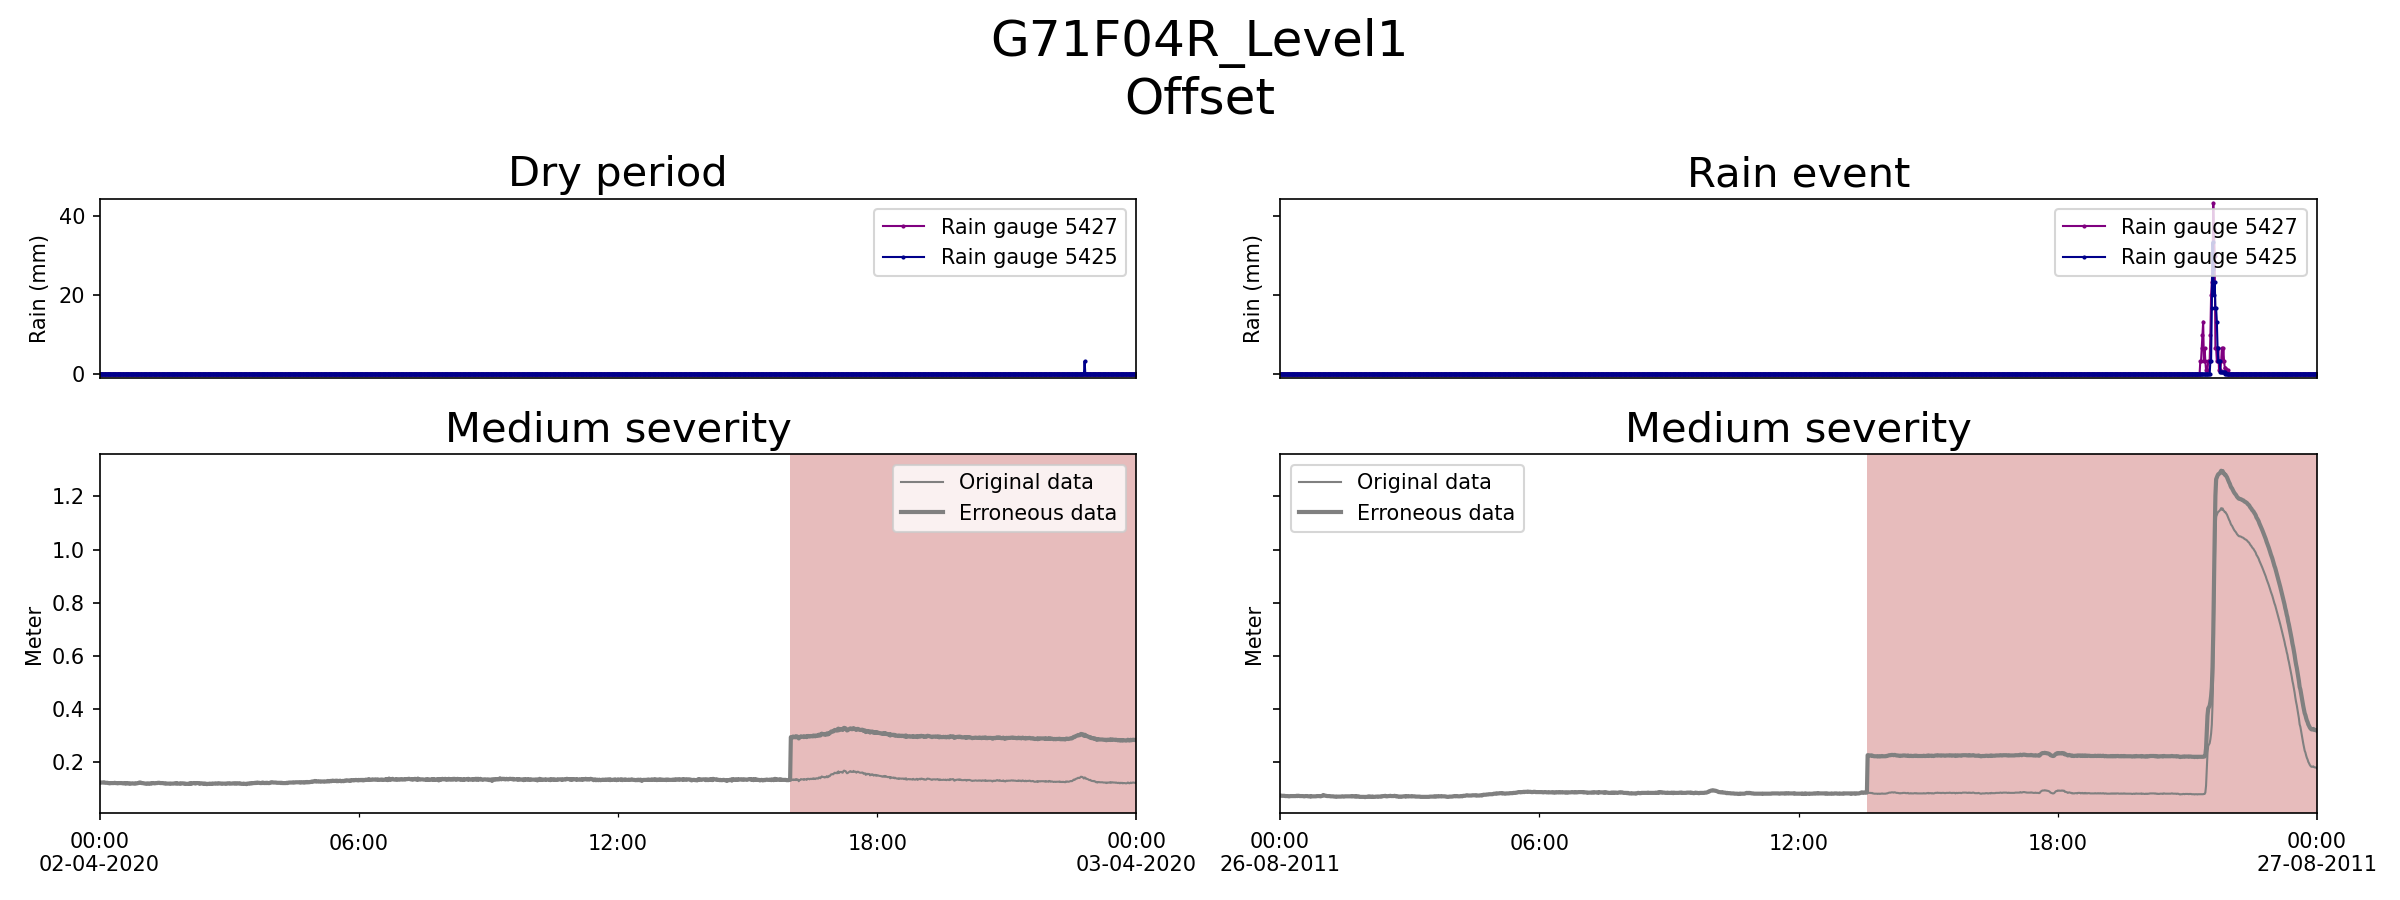 G71F04R_Level1
Offset
Dry period
Rain event
Rain (mm)
40
20
0
Rain gauge 5427
Rain gauge 5425
Rain (mm)
Rain gauge 5427
Rain gauge 5425
Medium severity
Medium severity
Meter
1.2
1.0
0.8
0.6
0.4
0.2
Original data
Erroneous data
Meter
Original data
Erroneous data
00:00 06:00 12:00 18:00 00:00
02-04-2020 03-04-2020
00:00 06:00 12:00 18:00 00:00
26-08-2011 27-08-2011